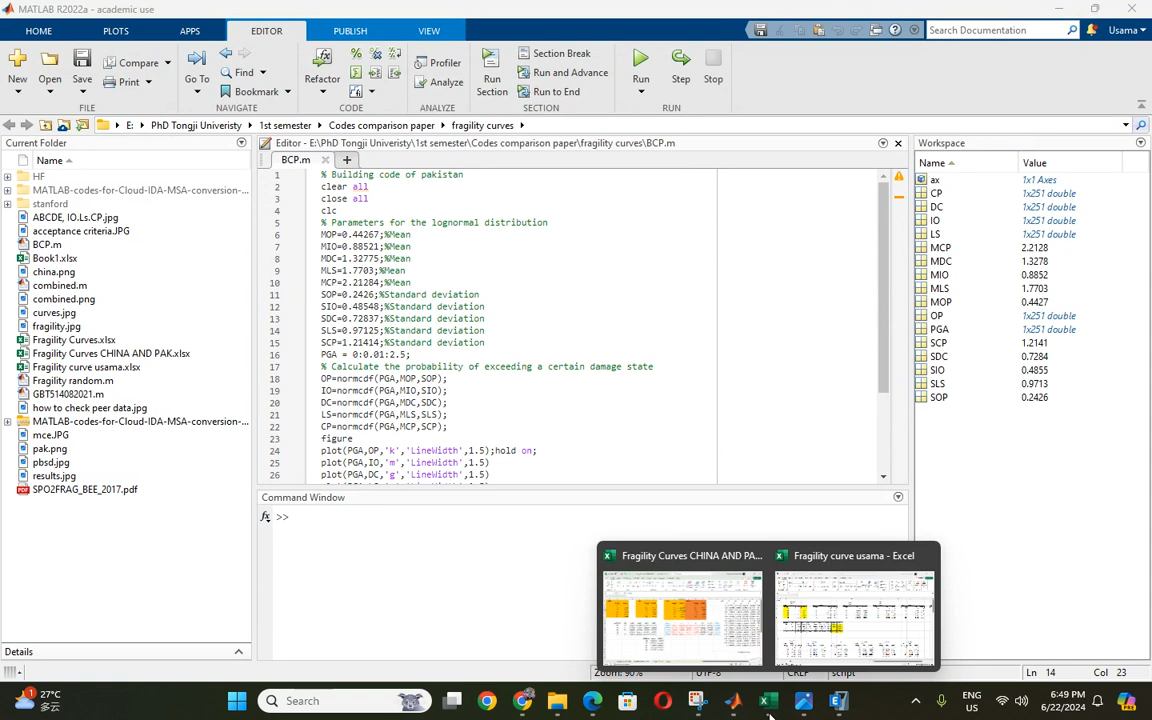 MATLAB R2022a - academic use
HOME
PLOTS
APPS
EDITOR
PUBLISH
VIEW
Search Documentation
Usama
New
Open
Save
Compare
Print
Go To
Find
Bookmark
Refactor
Profiler
Analyze
Run
Section
Section Break
Run and Advance
Run to End
Run
Step
Stop
FILE
NAVIGATE
CODE
ANALYZE
SECTION
RUN
E:
PhD Tongji Univeristy
1st semester
Codes comparison paper
fragility curves
Current Folder
Name
HF
MATLAB-codes-for-Cloud-IDA-MSA-conversion-...
stanford
ABCDE, IO.Ls.CP.jpg
acceptance criteria.JPG
BCP.m
Book1.xlsx
china.png
combined.m
combined.png
curves.jpg
fragility.jpg
Fragility Curves.xlsx
Fragility Curves CHINA AND PAK.xlsx
Fragility curve usama.xlsx
Fragility random.m
GBT514082021.m
how to check peer data.jpg
MATLAB-codes-for-Cloud-IDA-MSA-conversion-...
mce.JPG
pak.png
pbsd.jpg
results.jpg
SPO2FRAG_BEE_2017.pdf
Details
Editor - E:\PhD Tongji Univeristy\1st semester\Codes comparison paper\fragility curves\BCP.m
BCP.m
1 % Building code of pakistan
2 clear all
3 close all
4 clc
5 % Parameters for the lognormal distribution
6 MOP=0.44267;%Mean
7 MIO=0.88521;%Mean
8 MDC=1.32775;%Mean
9 MLS=1.7703;%Mean
10 MCP=2.21284;%Mean
11 SOP=0.2426;%Standard deviation
12 SIO=0.48548;%Standard deviation
13 SDC=0.72837;%Standard deviation
14 SLS=0.97125;%Standard deviation
15 SCP=1.21414;%Standard deviation
16 PGA = 0:0.01:2.5;
17 % Calculate the probability of exceeding a certain damage state
18 OP=normcdf(PGA,MOP,SOP);
19 IO=normcdf(PGA,MIO,SIO);
20 DC=normcdf(PGA,MDC,SDC);
21 LS=normcdf(PGA,MLS,SLS);
22 CP=normcdf(PGA,MCP,SCP);
23 figure
24 plot(PGA,OP,'k','LineWidth',1.5);hold on;
25 plot(PGA,IO,'m','LineWidth',1.5)
26 plot(PGA,DC,'g','LineWidth',1.5)
Command Window
fx >>
Workspace
Name Value
ax 1x1 Axes
CP 1x251 double
DC 1x251 double
IO 1x251 double
LS 1x251 double
MCP 2.2128
MDC 1.3278
MIO 0.8852
MLS 1.7703
MOP 0.4427
OP 1x251 double
PGA 1x251 double
SCP 1.2141
SDC 0.7284
SIO 0.4855
SLS 0.9713
SOP 0.2426
Fragility Curves CHINA AND PA...
Fragility curve usama - Excel
Zoom: 90%
UTF-8
CRLF
script
Ln 14
Col 23
27°C
多云
Search
ENG
US
6:49 PM
6/22/2024